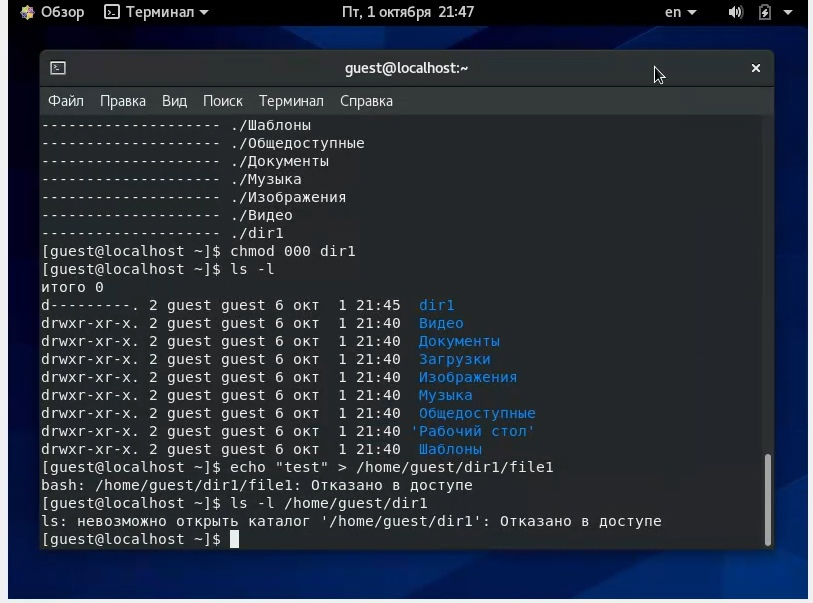 Обзор Терминал Пт, 1 октября 21:47 en
guest@localhost:~
Файл Правка Вид Поиск Терминал Справка
-------------------- ./Шаблоны
-------------------- ./Общедоступные
-------------------- ./Документы
-------------------- ./Музыка
-------------------- ./Изображения
-------------------- ./Видео
-------------------- ./dir1
[guest@localhost ~]$ chmod 000 dir1
[guest@localhost ~]$ ls -l
итого 0
d---------. 2 guest guest 6 окт  1 21:45  dir1
drwxr-xr-x. 2 guest guest 6 окт  1 21:40  Видео
drwxr-xr-x. 2 guest guest 6 окт  1 21:40  Документы
drwxr-xr-x. 2 guest guest 6 окт  1 21:40  Загрузки
drwxr-xr-x. 2 guest guest 6 окт  1 21:40  Изображения
drwxr-xr-x. 2 guest guest 6 окт  1 21:40  Музыка
drwxr-xr-x. 2 guest guest 6 окт  1 21:40  Общедоступные
drwxr-xr-x. 2 guest guest 6 окт  1 21:40 'Рабочий стол'
drwxr-xr-x. 2 guest guest 6 окт  1 21:40  Шаблоны
[guest@localhost ~]$ echo "test" > /home/guest/dir1/file1
bash: /home/guest/dir1/file1: Отказано в доступе
[guest@localhost ~]$ ls -l /home/guest/dir1
ls: невозможно открыть каталог '/home/guest/dir1': Отказано в доступе
[guest@localhost ~]$